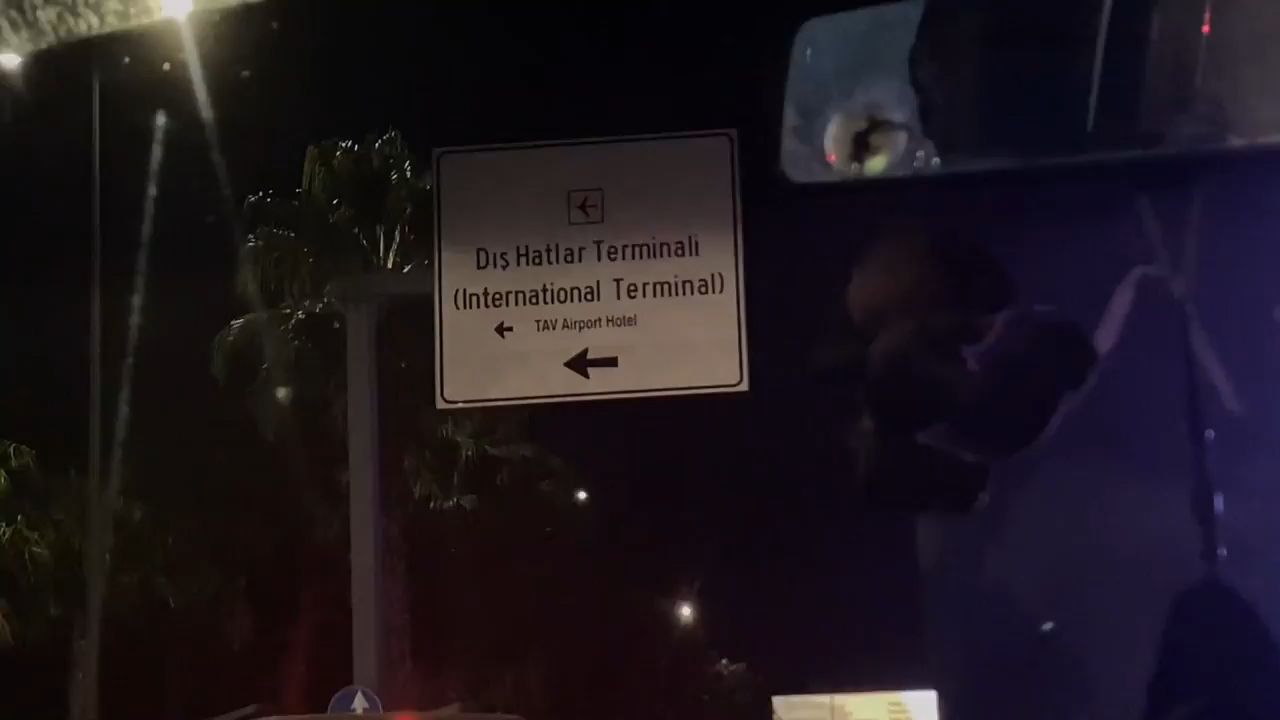 Dış Hatlar Terminali
(International Terminal)
TAV Airport Hotel